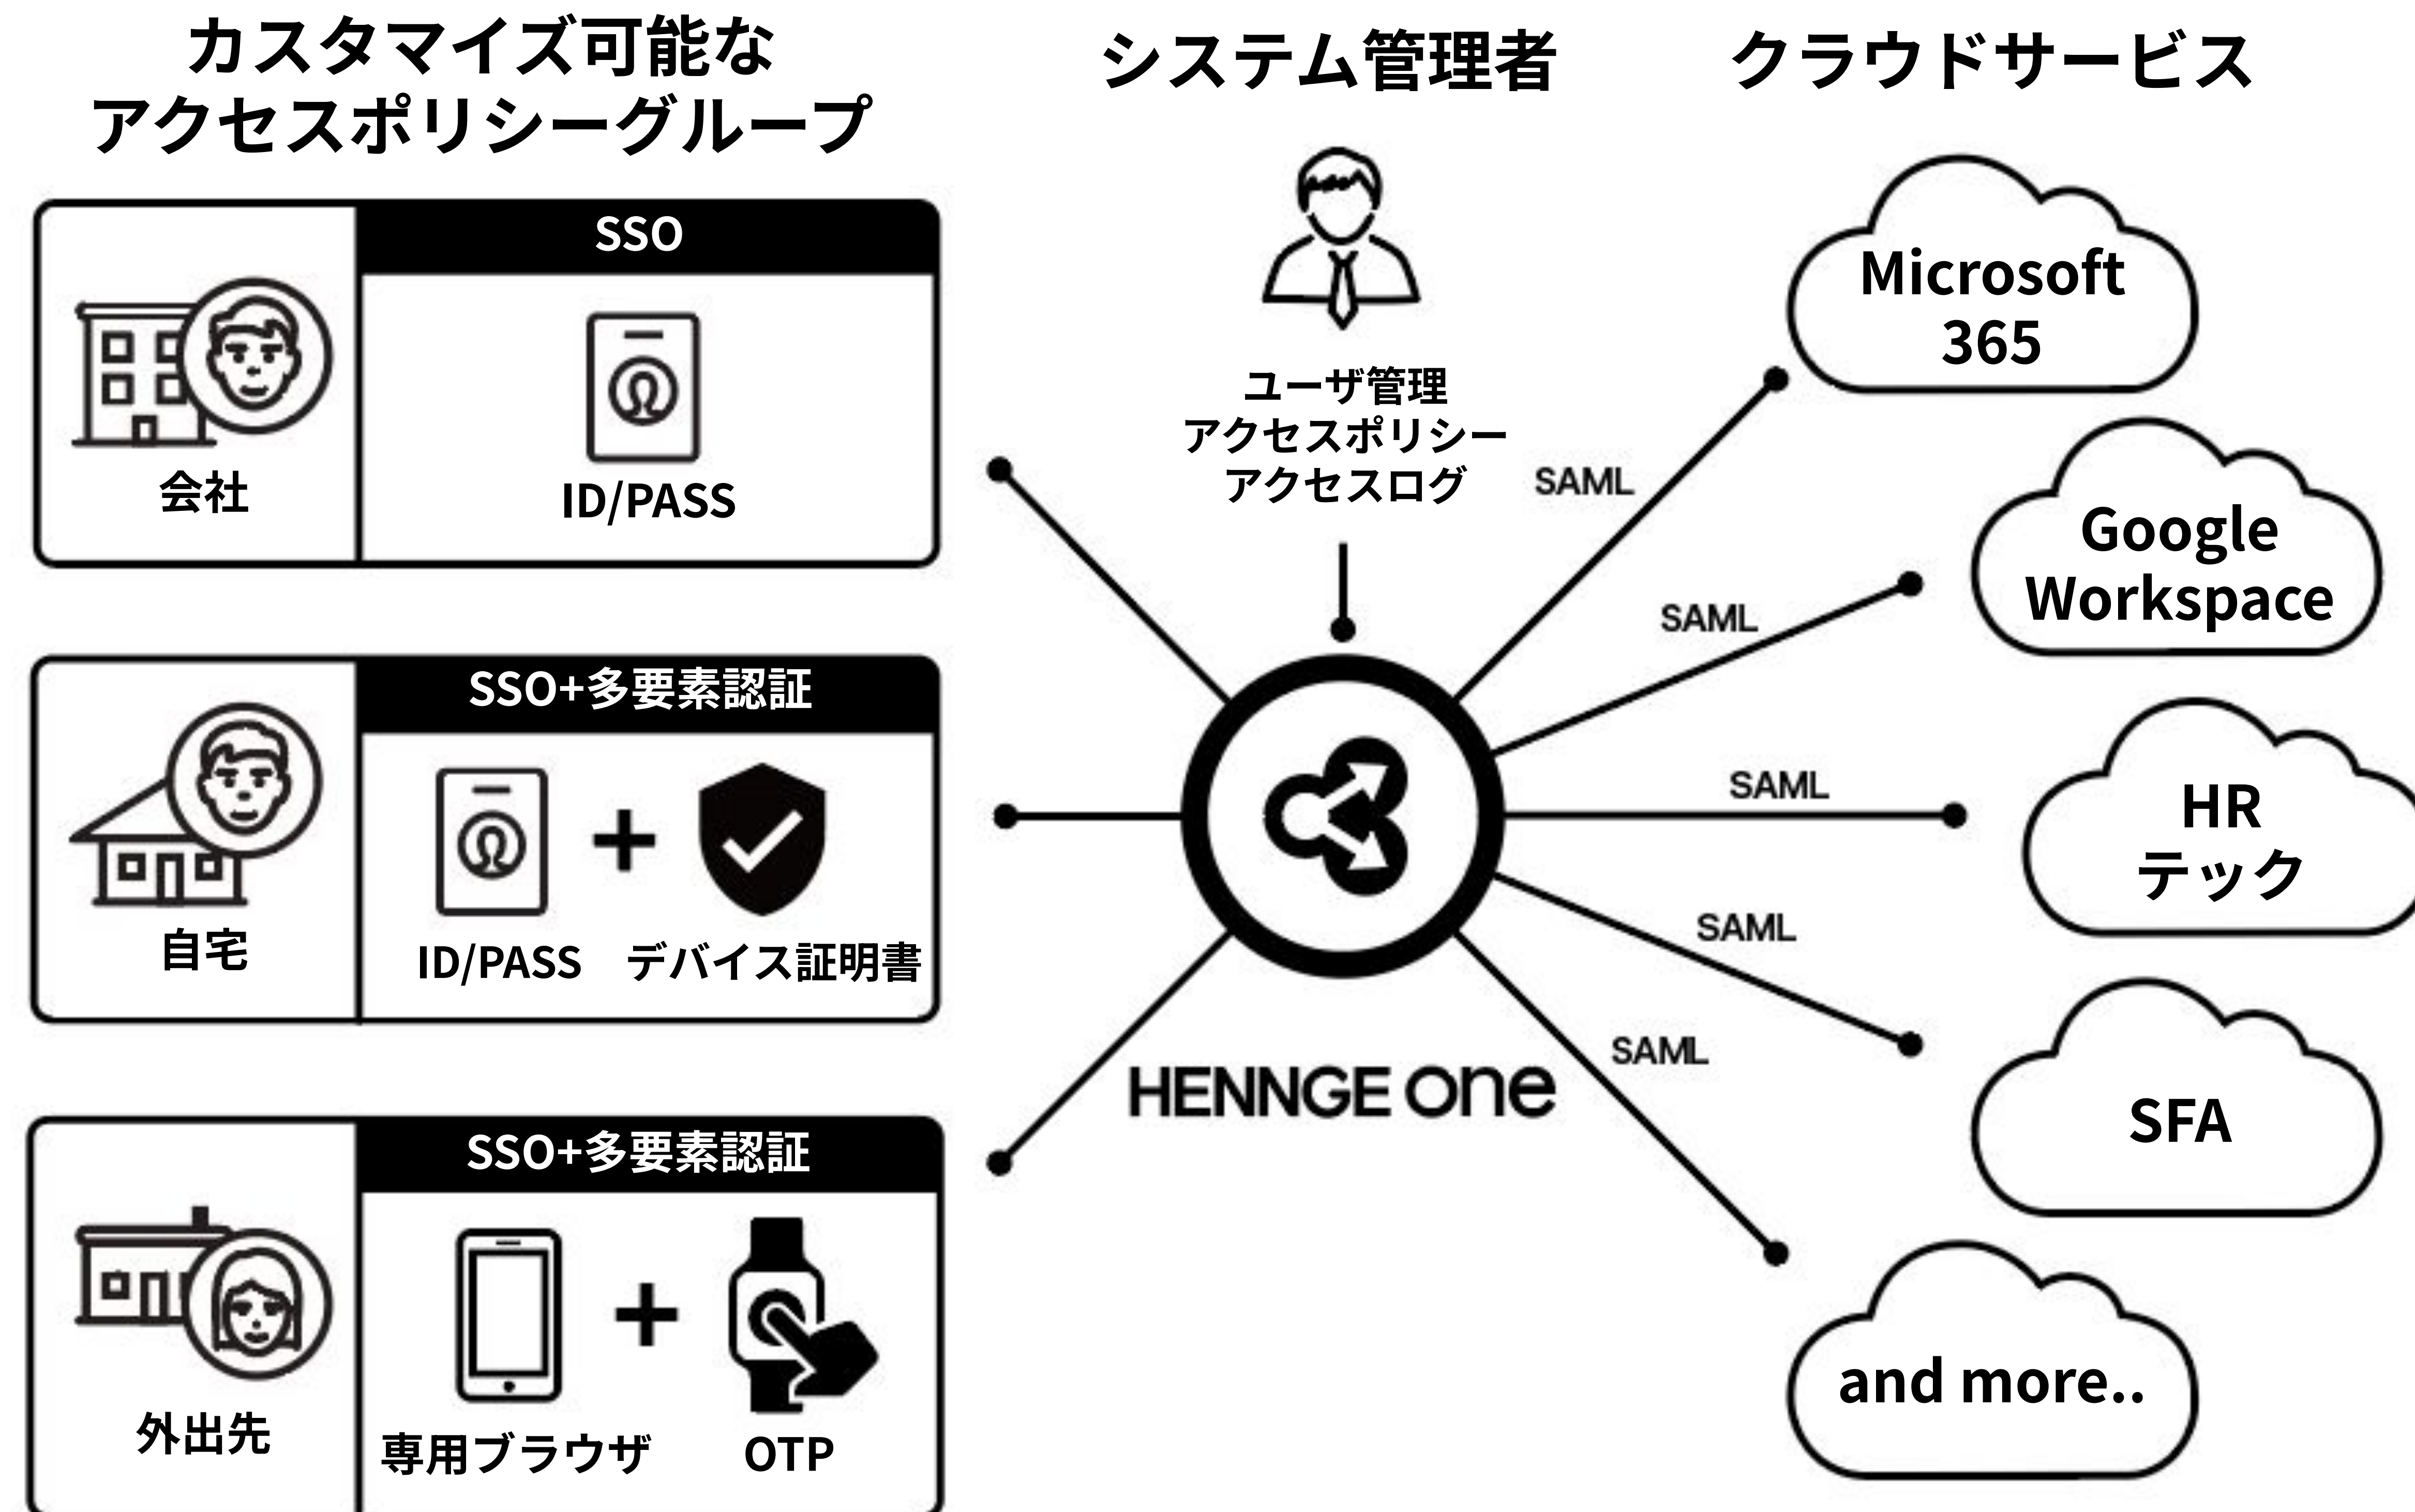 カスタマイズ可能な
アクセスポリシーグループ
SSO
会社
ID/PASS
SSO+多要素認証
自宅
ID/PASS
デバイス証明書
SSO+多要素認証
外出先
専用ブラウザ
OTP
システム管理者
ユーザ管理
アクセスポリシー
アクセスログ
HENNGE one
SAML
SAML
SAML
SAML
SAML
クラウドサービス
Microsoft
365
Google
Workspace
HR
テック
SFA
and more..